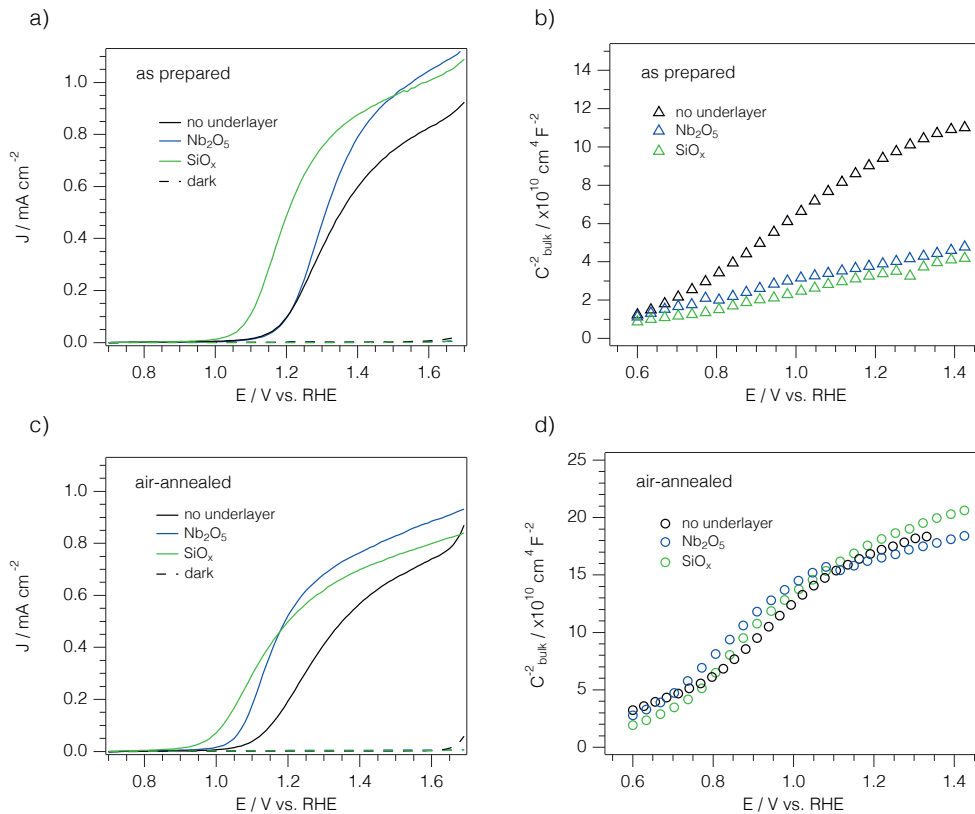 a)
as prepared
no underlayer
Nb₂O₅
SiOₓ
dark
J / mA cm⁻²
1.0
0.8
0.6
0.4
0.2
0.0
0.8
1.0
1.2
1.4
1.6
E / V vs. RHE
b)
as prepared
no underlayer
Nb₂O₅
SiOₓ
C⁻²bulk / x10¹⁰ cm⁴ F⁻²
14
12
10
8
6
4
2
0
0.6
0.8
1.0
1.2
1.4
E / V vs. RHE
c)
air-annealed
no underlayer
Nb₂O₅
SiOₓ
dark
J / mA cm⁻²
1.0
0.8
0.6
0.4
0.2
0.0
0.8
1.0
1.2
1.4
1.6
E / V vs. RHE
d)
air-annealed
no underlayer
Nb₂O₅
SiOₓ
C⁻²bulk / x10¹⁰ cm⁴ F⁻²
25
20
15
10
5
0
0.6
0.8
1.0
1.2
1.4
E / V vs. RHE